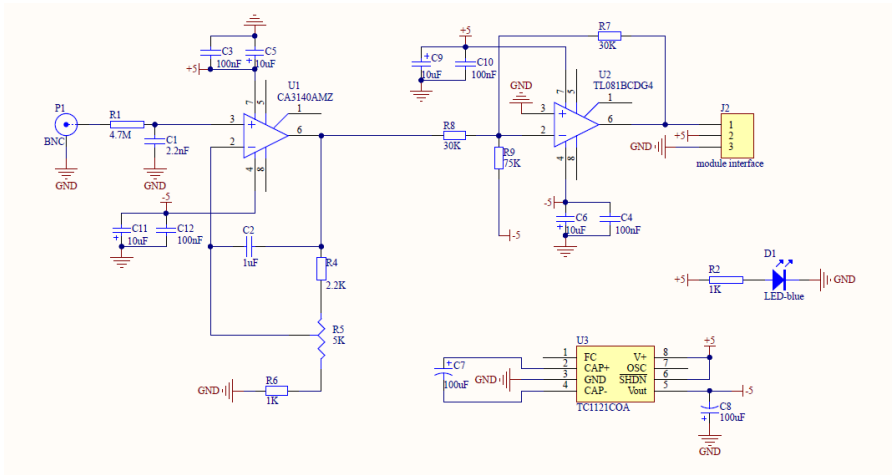 C3
100nF
C5
10uF
+5
U1
CA3140AMZ
7
5
1
3
2
6
4
8
P1
BNC
GND
R1
4.7M
C1
2.2nF
GND
-5
C11
10uF
C12
100nF
C2
1uF
R4
2.2K
R5
5K
GND
R6
1K
R8
30K
R9
75K
-5
+5
C9
10uF
C10
100nF
R7
30K
U2
TL081BCDG4
GND
7
5
1
3
2
6
4
8
-5
C6
10uF
C4
100nF
J2
1
2
3
+5
GND
module interface
D1
+5
R2
1K
LED-blue
GND
U3
1 FC V+ 8
2 CAP+ OSC 7
3 GND SHDN 6
4 CAP- Vout 5
TC1121COA
C7
100uF
GND
+5
-5
C8
100uF
GND